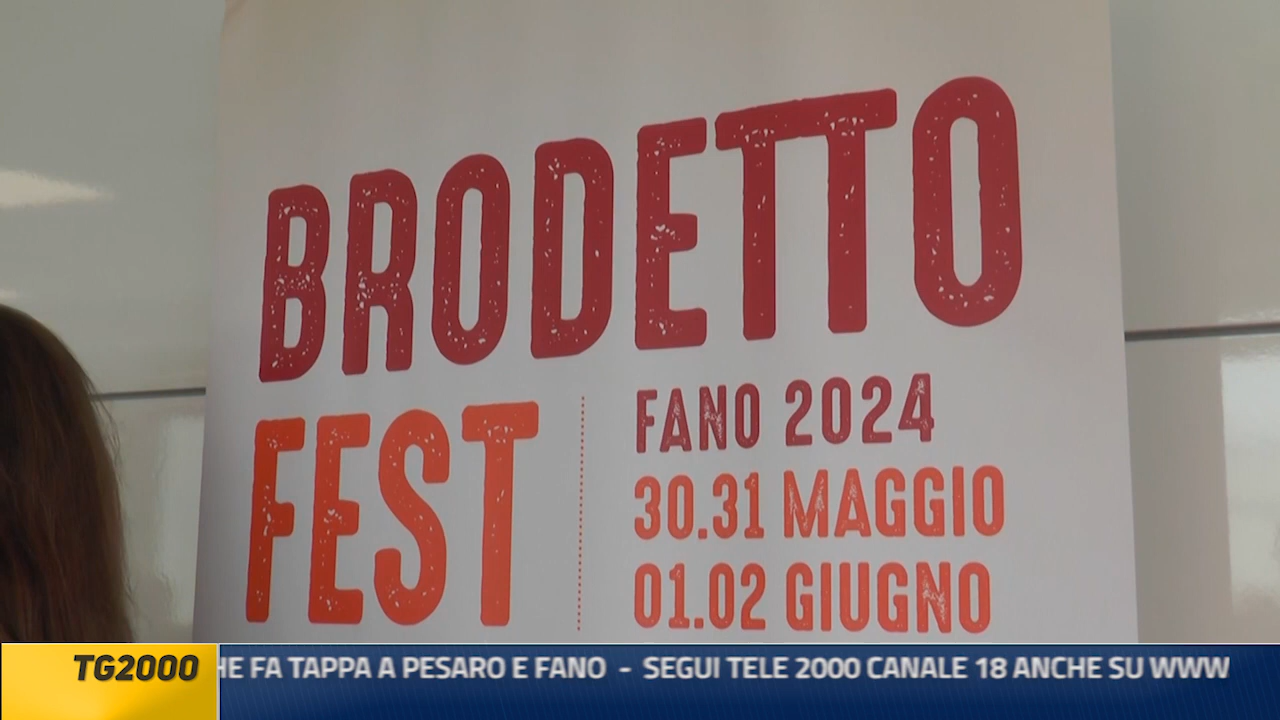 BRODETTO
FEST
FANO 2024
30.31 MAGGIO
01.02 GIUGNO
TG2000
FA TAPPA A PESARO E FANO - SEGUI TELE 2000 CANALE 18 ANCHE SU WWW